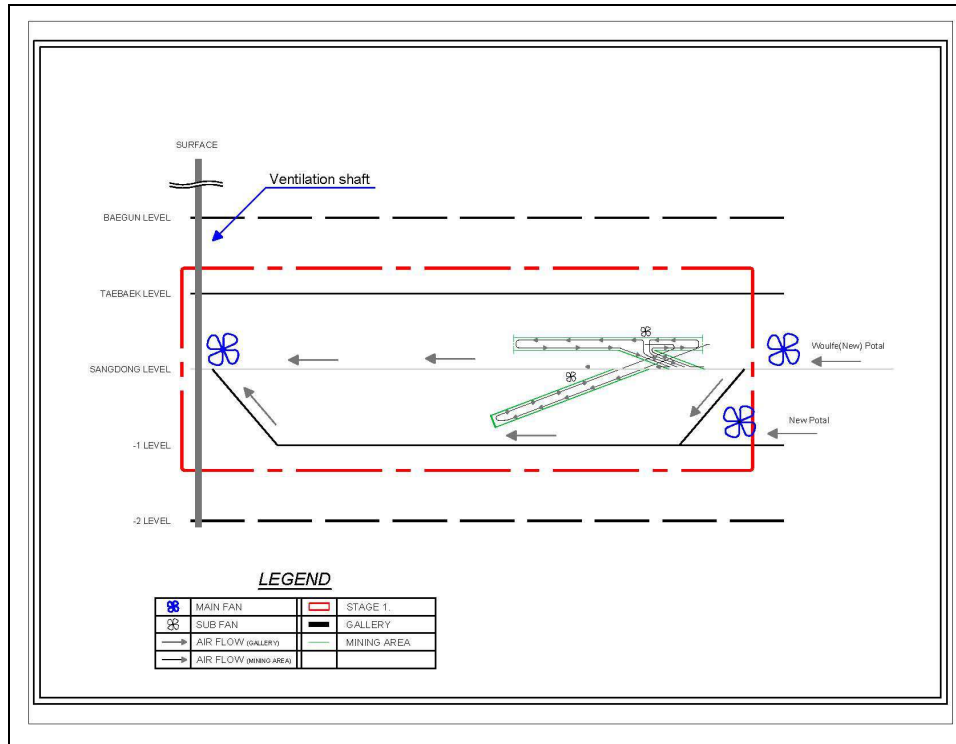 SURFACE
Ventilation shaft
BAEGUN LEVEL
TAEBAEK LEVEL
Woulfe(New) Potal
SANGDONG LEVEL
New Potal
-1 LEVEL
-2 LEVEL
LEGEND
MAIN FAN STAGE 1.
SUB FAN GALLERY
AIR FLOW (GALLERY) MINING AREA
AIR FLOW (MINING AREA)